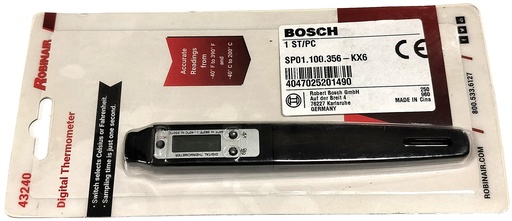 ROBINAIR
Accurate
Readings
from
-40˚F to 390˚F
and
-40˚C to 200˚C
BOSCH
1 ST/PC
SP01.100.356-KX6
4047025201490
Robert Bosch GmbH
Auf der Breit 4
76227 Karlsruhe
GERMANY
CE
MADE IN Cina
800.533.6127
ROBINAIR.COM
43240
Digital Thermometer
• Switch selects Celsius or Fahrenheit.
• Sampling time is just one second.
DIGITAL THERMOMETER